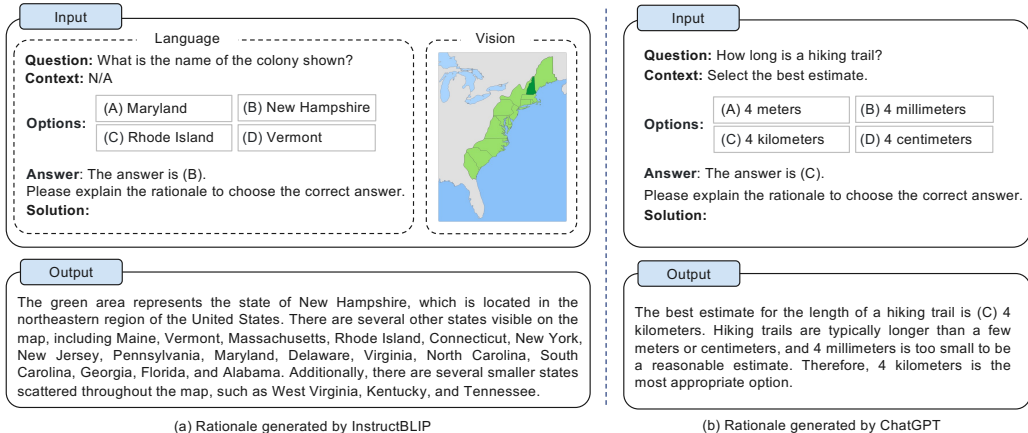 Input
Language
Question: What is the name of the colony shown?
Context: N/A
Options:
(A) Maryland
(B) New Hampshire
(C) Rhode Island
(D) Vermont
Answer: The answer is (B).
Please explain the rationale to choose the correct answer.
Solution:
Vision
Output
The green area represents the state of New Hampshire, which is located in the
northeastern region of the United States. There are several other states visible on the
map, including Maine, Vermont, Massachusetts, Rhode Island, Connecticut, New York,
New Jersey, Pennsylvania, Maryland, Delaware, Virginia, North Carolina, South
Carolina, Georgia, Florida, and Alabama. Additionally, there are several smaller states
scattered throughout the map, such as West Virginia, Kentucky, and Tennessee.
(a) Rationale generated by InstructBLIP
Input
Question: How long is a hiking trail?
Context: Select the best estimate.
Options:
(A) 4 meters
(B) 4 millimeters
(C) 4 kilometers
(D) 4 centimeters
Answer: The answer is (C).
Please explain the rationale to choose the correct answer.
Solution:
Output
The best estimate for the length of a hiking trail is (C) 4
kilometers. Hiking trails are typically longer than a few
meters or centimeters, and 4 millimeters is too small to be
a reasonable estimate. Therefore, 4 kilometers is the
most appropriate option.
(b) Rationale generated by ChatGPT